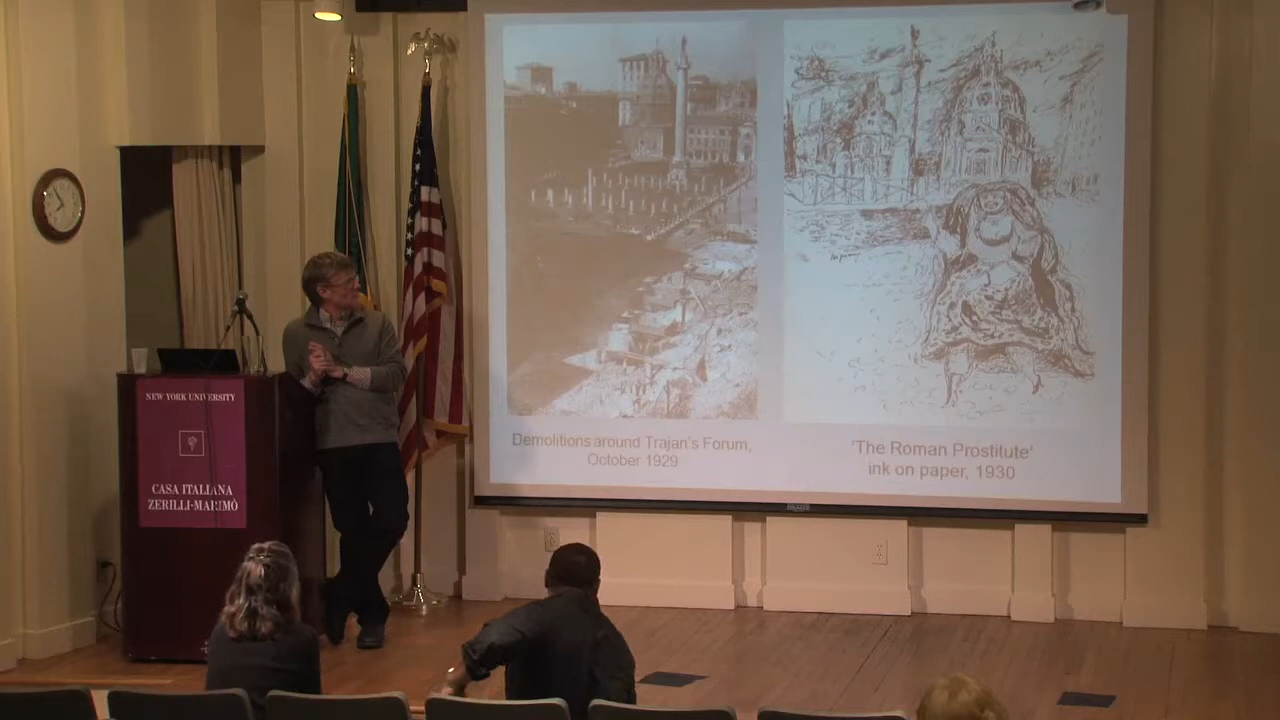 NEW YORK UNIVERSITY
CASA ITALIANA
ZERILLI-MARIMÒ
Demolitions around Trajan's Forum,
October 1929
'The Roman Prostitute'
ink on paper, 1930